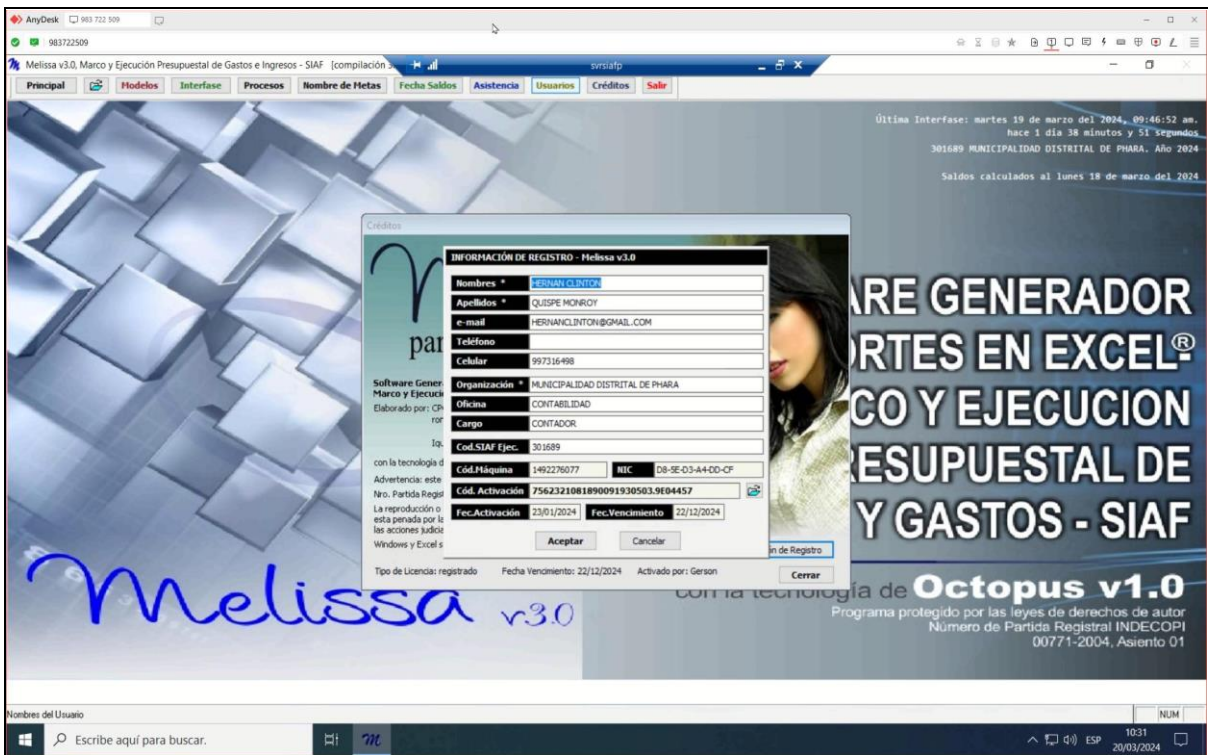 AnyDesk 983 722 509
983722509
Melissa v3.0, Marco y Ejecución Presupuestal de Gastos e Ingresos - SIAF [compilación
svrsiafp
Principal Modelos Interfase Procesos Nombre de Metas Fecha Saldos Asistencia Usuarios Créditos Salir
Última Interfase: martes 19 de marzo del 2024, 09:46:52 am.
hace 1 día 38 minutos y 51 segundos
301689 MUNICIPALIDAD DISTRITAL DE PHARA. Año 2024
Saldos calculados al lunes 18 de marzo del 2024
Créditos
INFORMACIÓN DE REGISTRO - Melissa v3.0
Nombres * HERNAN CLINTON
Apellidos * QUISPE MONROY
e-mail HERNANCLINTON@GMAIL.COM
Teléfono
Celular 997316498
Organización * MUNICIPALIDAD DISTRITAL DE PHARA
Oficina CONTABILIDAD
Cargo CONTADOR
Cod.SIAF Ejec. 301689
Cód.Máquina 1492276077 NIC D8-5E-D3-A4-DD-CF
Cód. Activación 7562321081890091930503.9E04457
Fec.Activación 23/01/2024 Fec.Vencimiento 22/12/2024
Aceptar Cancelar
par
Software Gener
Marco y Ejecuci
Elaborado por: CP
ror
Iq.
con la tecnología d
Advertencia: este
Nro. Partida Regist
La reproducción o
esta penada por la
las acciones judicia
Windows y Excel s
ón de Registro
Tipo de Licencia: registrado Fecha Vencimiento: 22/12/2024 Activado por: Gerson
Cerrar
RE GENERADOR
RTES EN EXCEL®
CO Y EJECUCION
ESUPUESTAL DE
Y GASTOS - SIAF
Melissa v3.0
con la tecnología de Octopus v1.0
Programa protegido por las leyes de derechos de autor
Número de Partida Registral INDECOPI
00771-2004, Asiento 01
Nombres del Usuario
NUM
Escribe aquí para buscar.
ESP
10:31
20/03/2024